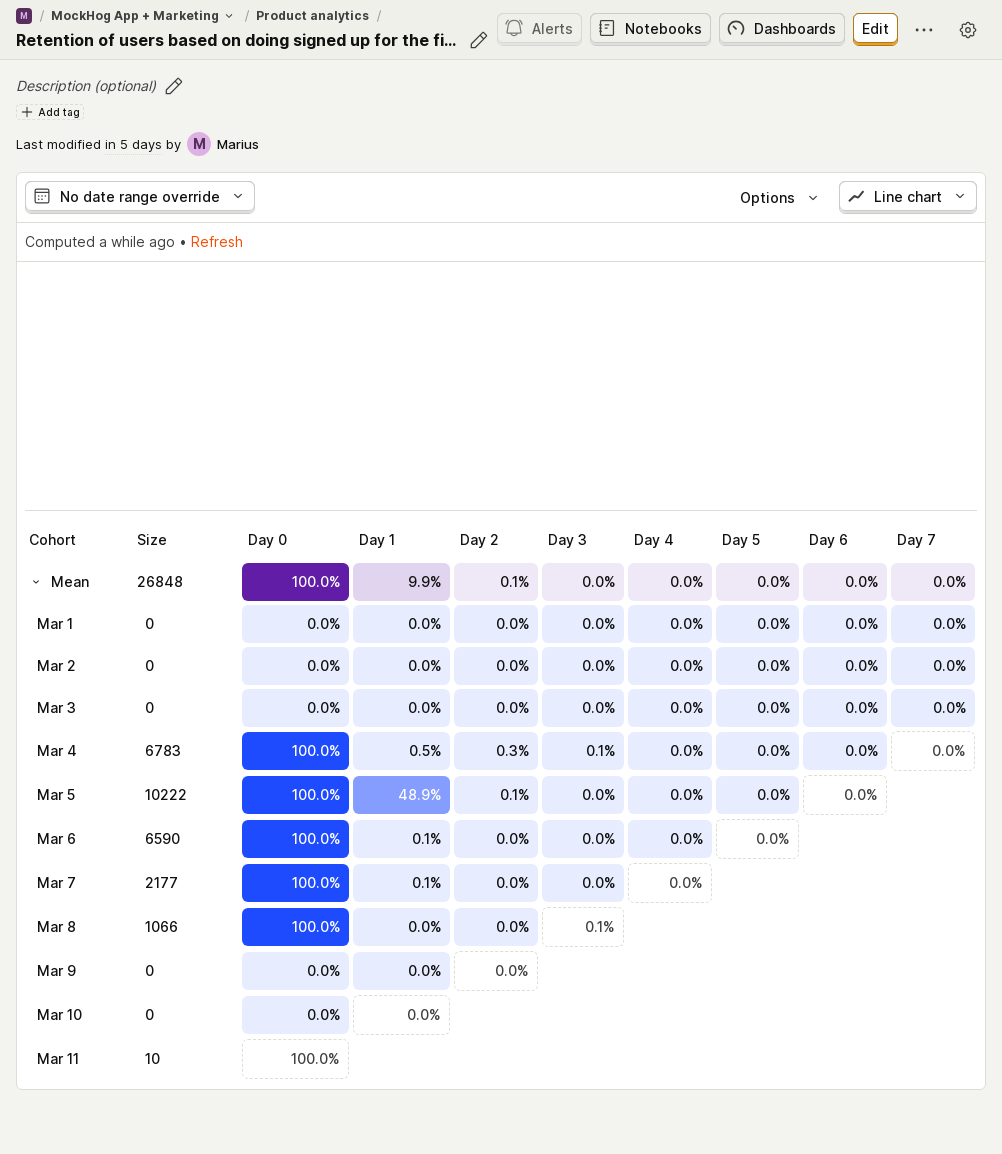 M / MockHog App + Marketing / Product analytics /
Retention of users based on doing signed up for the fi...
Alerts Notebooks Dashboards Edit
Description (optional)
Add tag
Last modified in 5 days by M Marius
No date range override Options Line chart
Computed a while ago • Refresh
Cohort Size Day 0 Day 1 Day 2 Day 3 Day 4 Day 5 Day 6 Day 7
Mean 26848 100.0% 9.9% 0.1% 0.0% 0.0% 0.0% 0.0% 0.0%
Mar 1 0 0.0% 0.0% 0.0% 0.0% 0.0% 0.0% 0.0% 0.0%
Mar 2 0 0.0% 0.0% 0.0% 0.0% 0.0% 0.0% 0.0% 0.0%
Mar 3 0 0.0% 0.0% 0.0% 0.0% 0.0% 0.0% 0.0% 0.0%
Mar 4 6783 100.0% 0.5% 0.3% 0.1% 0.0% 0.0% 0.0% 0.0%
Mar 5 10222 100.0% 48.9% 0.1% 0.0% 0.0% 0.0% 0.0%
Mar 6 6590 100.0% 0.1% 0.0% 0.0% 0.0% 0.0%
Mar 7 2177 100.0% 0.1% 0.0% 0.0% 0.0%
Mar 8 1066 100.0% 0.0% 0.0% 0.1%
Mar 9 0 0.0% 0.0% 0.0%
Mar 10 0 0.0% 0.0%
Mar 11 10 100.0%